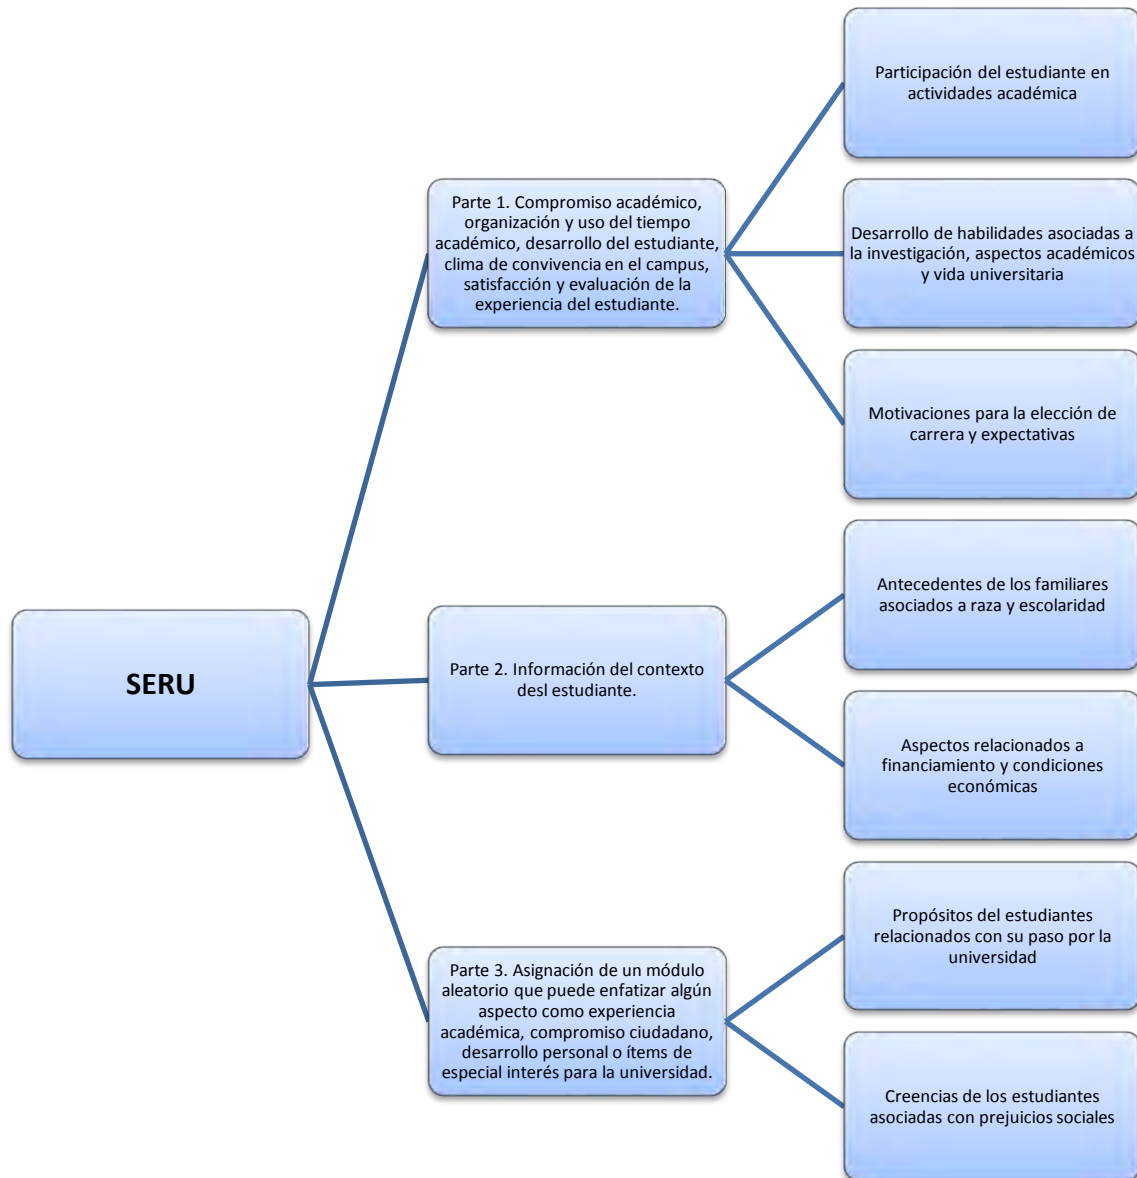 SERU
Parte 1. Compromiso académico,
organización y uso del tiempo
académico, desarrollo del estudiante,
clima de convivencia en el campus,
satisfacción y evaluación de la
experiencia del estudiante.
Participación del estudiante en
actividades académica
Desarrollo de habilidades asociadas a
la investigación, aspectos académicos
y vida universitaria
Motivaciones para la elección de
carrera y expectativas
Parte 2. Información del contexto
desl estudiante.
Antecedentes de los familiares
asociados a raza y escolaridad
Aspectos relacionados a
financiamiento y condiciones
económicas
Parte 3. Asignación de un módulo
aleatorio que puede enfatizar algún
aspecto como experiencia
académica, compromiso ciudadano,
desarrollo personal o ítems de
especial interés para la universidad.
Propósitos del estudiantes
relacionados con su paso por la
universidad
Creencias de los estudiantes
asociadas con prejuicios sociales